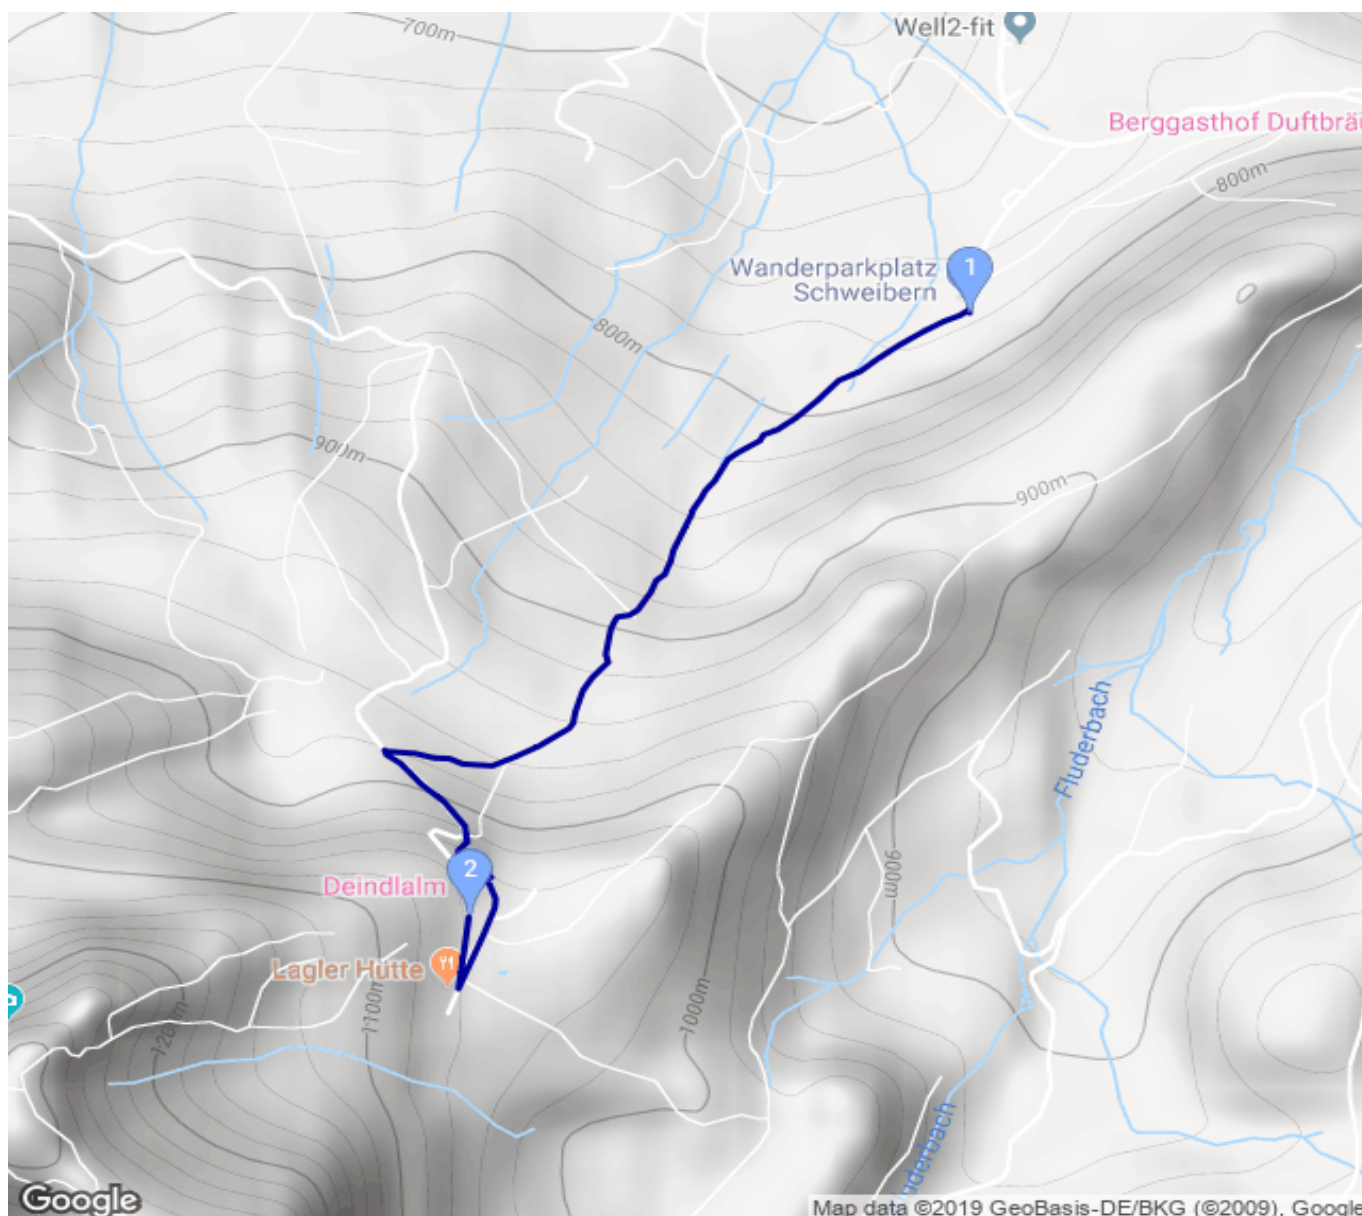 700m
Well2-fit
Berggasthof Duftbräu
800m
1
Wanderparkplatz
Schweibern
800m
900m
900m
Fluderbach
900m
2
Deindlalm
Lagler Hütte
1000m
1100m
1200m
luderbach
Google
Map data ©2019 GeoBasis-DE/BKG (©2009), Google